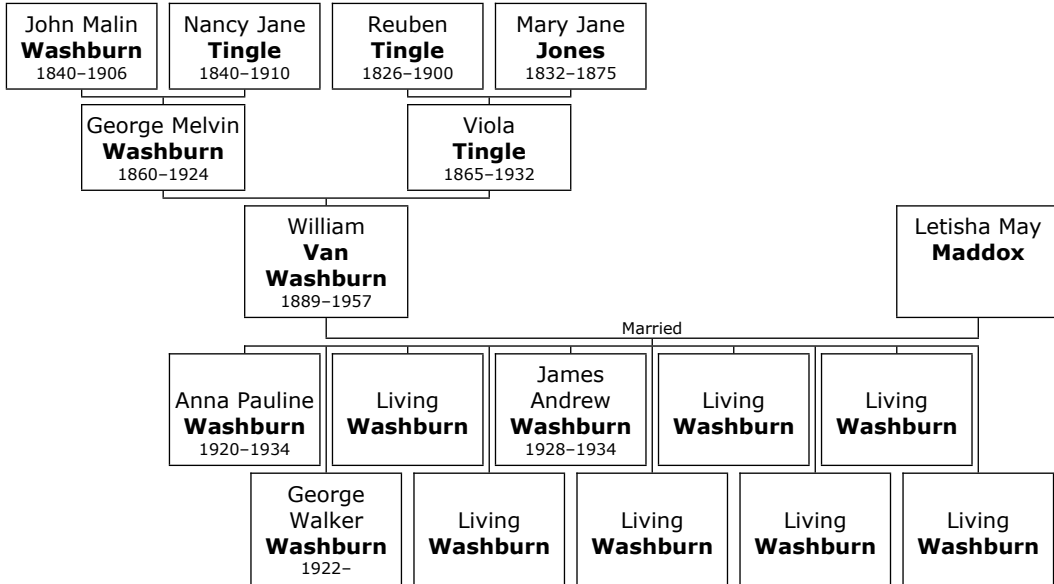 John Malin
Washburn
1840–1906
Nancy Jane
Tingle
1840–1910
Reuben
Tingle
1826–1900
Mary Jane
Jones
1832–1875
George Melvin
Washburn
1860–1924
Viola
Tingle
1865–1932
William
Van
Washburn
1889–1957
Letisha May
Maddox
Married
Anna Pauline
Washburn
1920–1934
Living
Washburn
James
Andrew
Washburn
1928–1934
Living
Washburn
Living
Washburn
George
Walker
Washburn
1922–
Living
Washburn
Living
Washburn
Living
Washburn
Living
Washburn